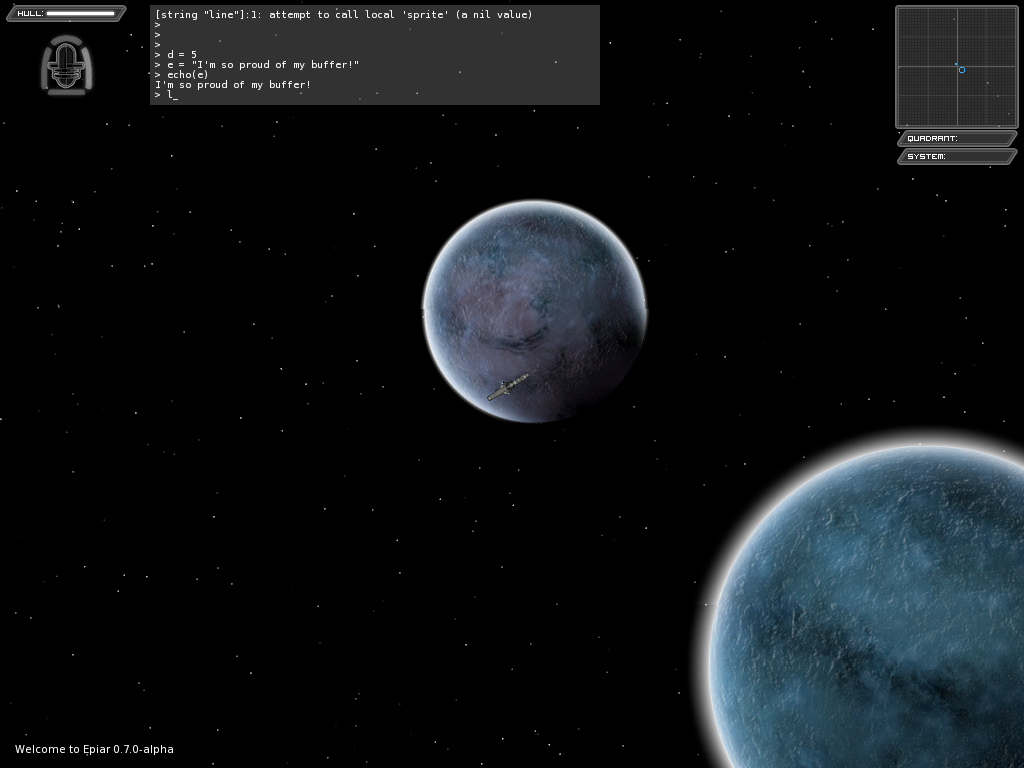 HULL:
[string "line"]:1: attempt to call local 'sprite' (a nil value)
>
>
>
> d = 5
> e = "I'm so proud of my buffer!"
> echo(e)
I'm so proud of my buffer!
> l_
QUADRANT:
SYSTEM:
Welcome to Epiar 0.7.0-alpha